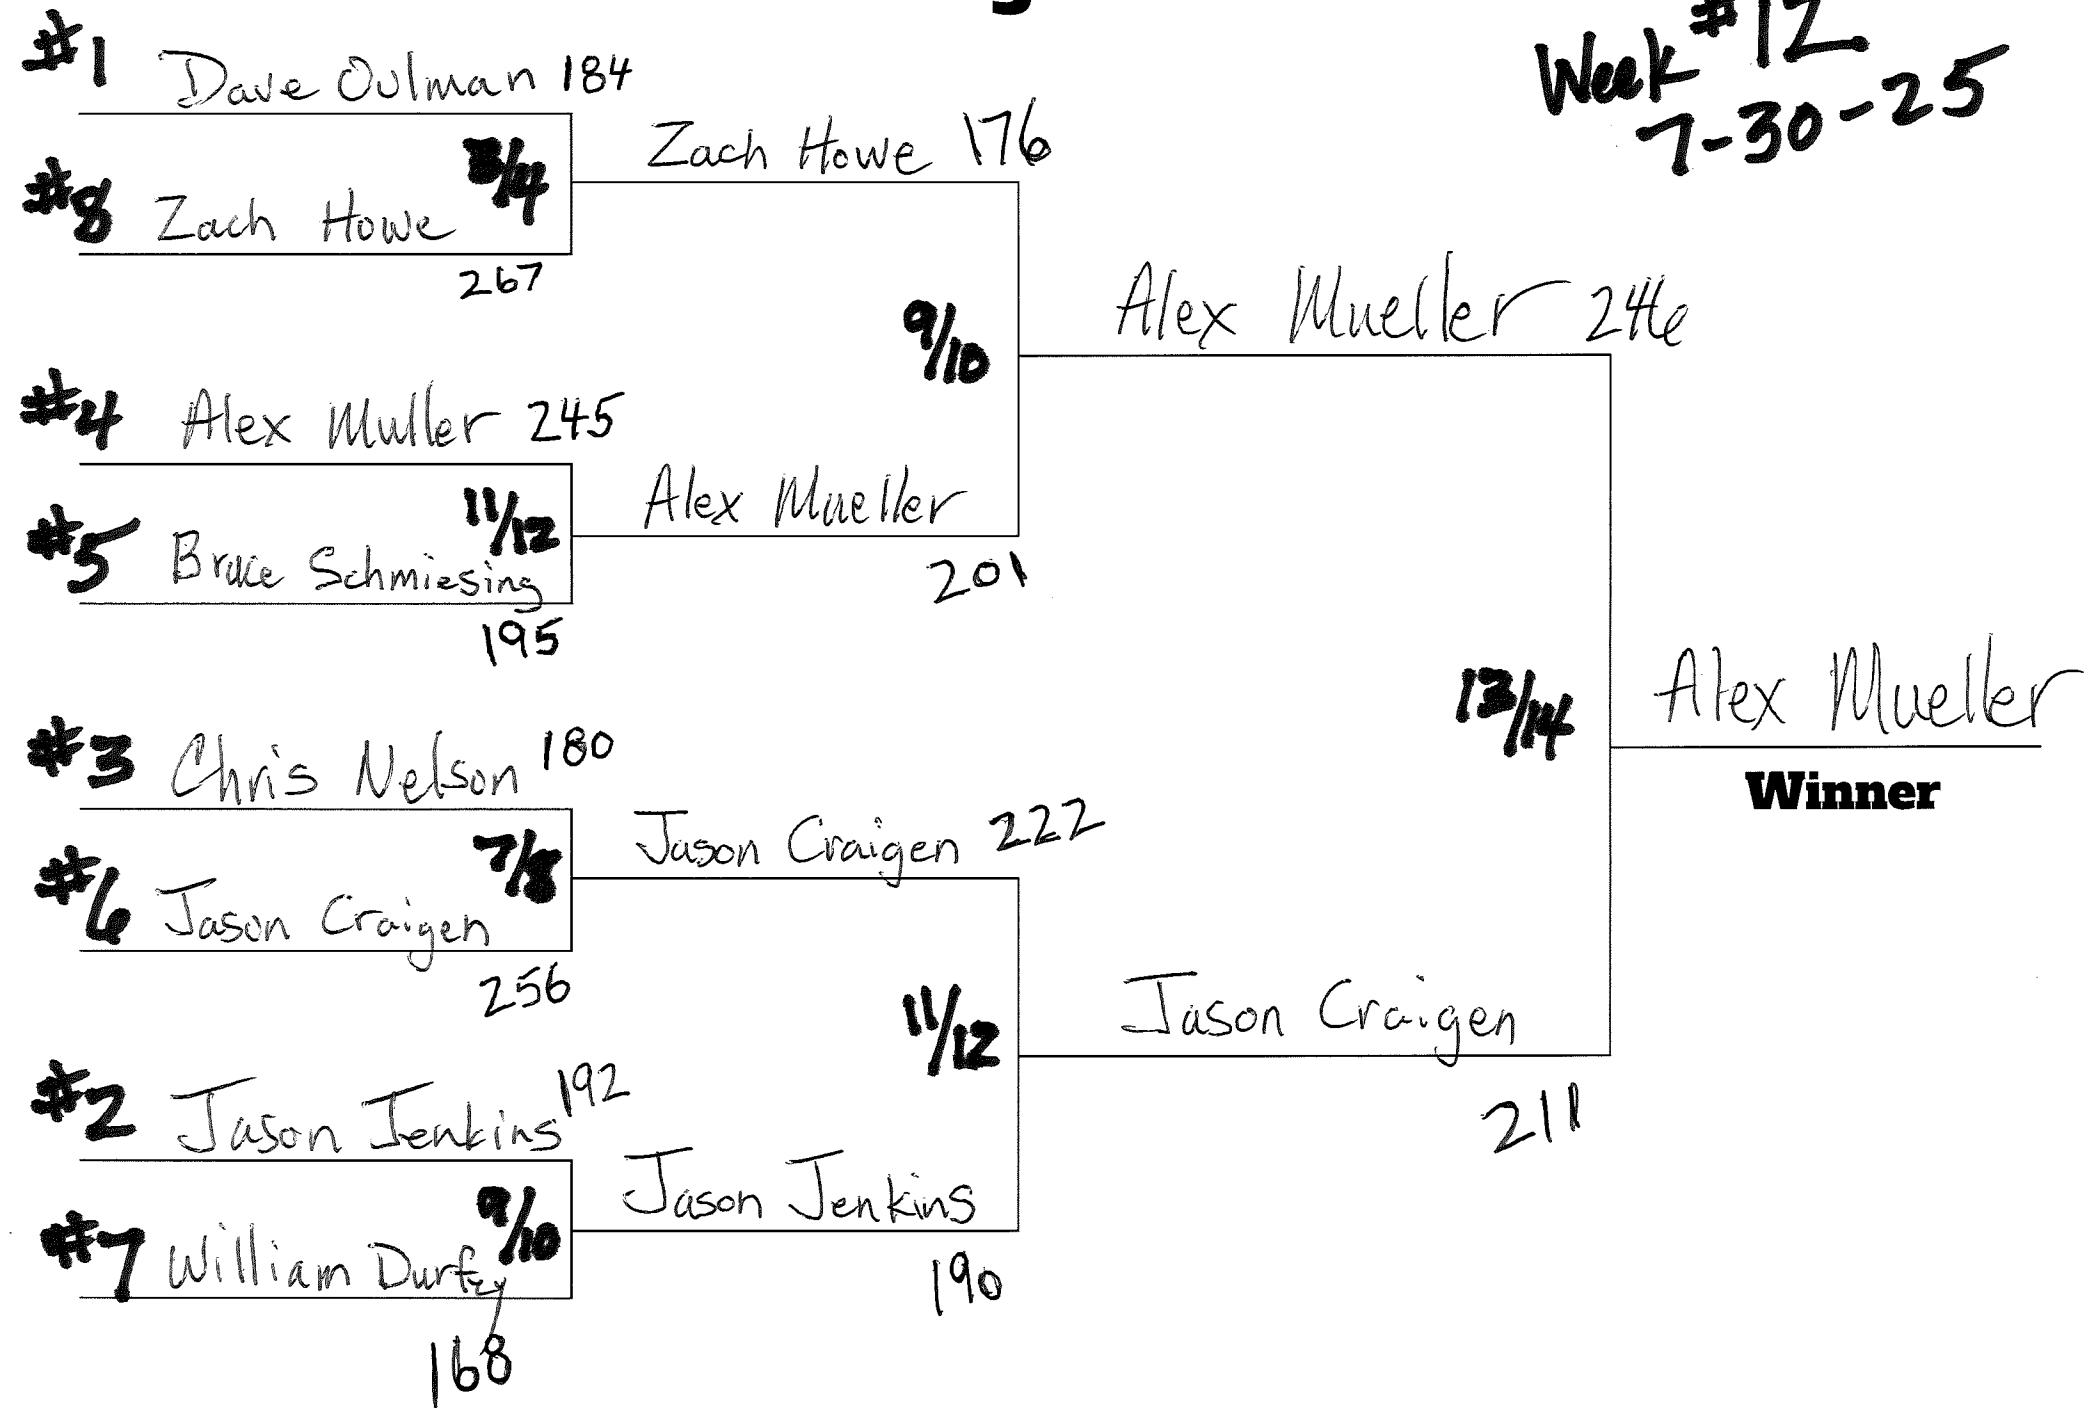 Week #12
7-30-25
#1 Dave Oulman 184
3/4
#8 Zach Howe
267
Zach Howe 176
9/10
#4 Alex Muller 245
11/12
#5 Bruce Schmiesing
195
Alex Mueller
201
Alex Mueller 246
13/14
#3 Chris Nelson 180
7/8
#6 Jason Craigen
256
Jason Craigen 222
11/12
#2 Jason Jenkins 192
9/10
#7 William Durfey
168
Jason Jenkins
190
Jason Craigen
211
Alex Mueller
Winner